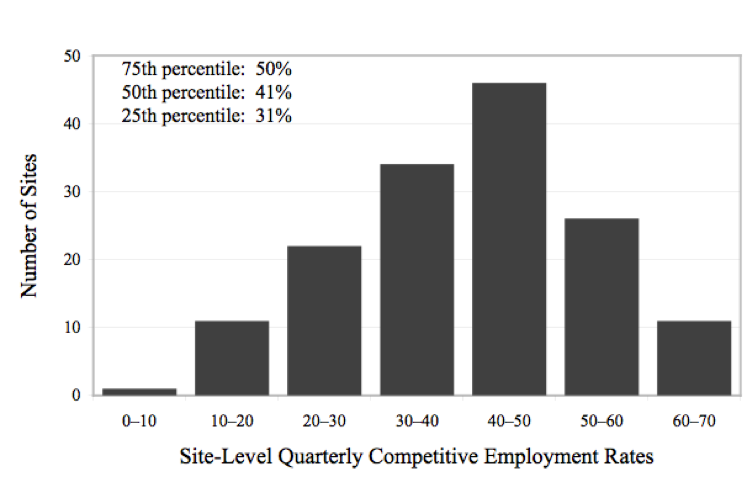 75th percentile: 50%
50th percentile: 41%
25th percentile: 31%
50
40
30
20
10
0
Number of Sites
0–10 10–20 20–30 30–40 40–50 50–60 60–70
Site-Level Quarterly Competitive Employment Rates